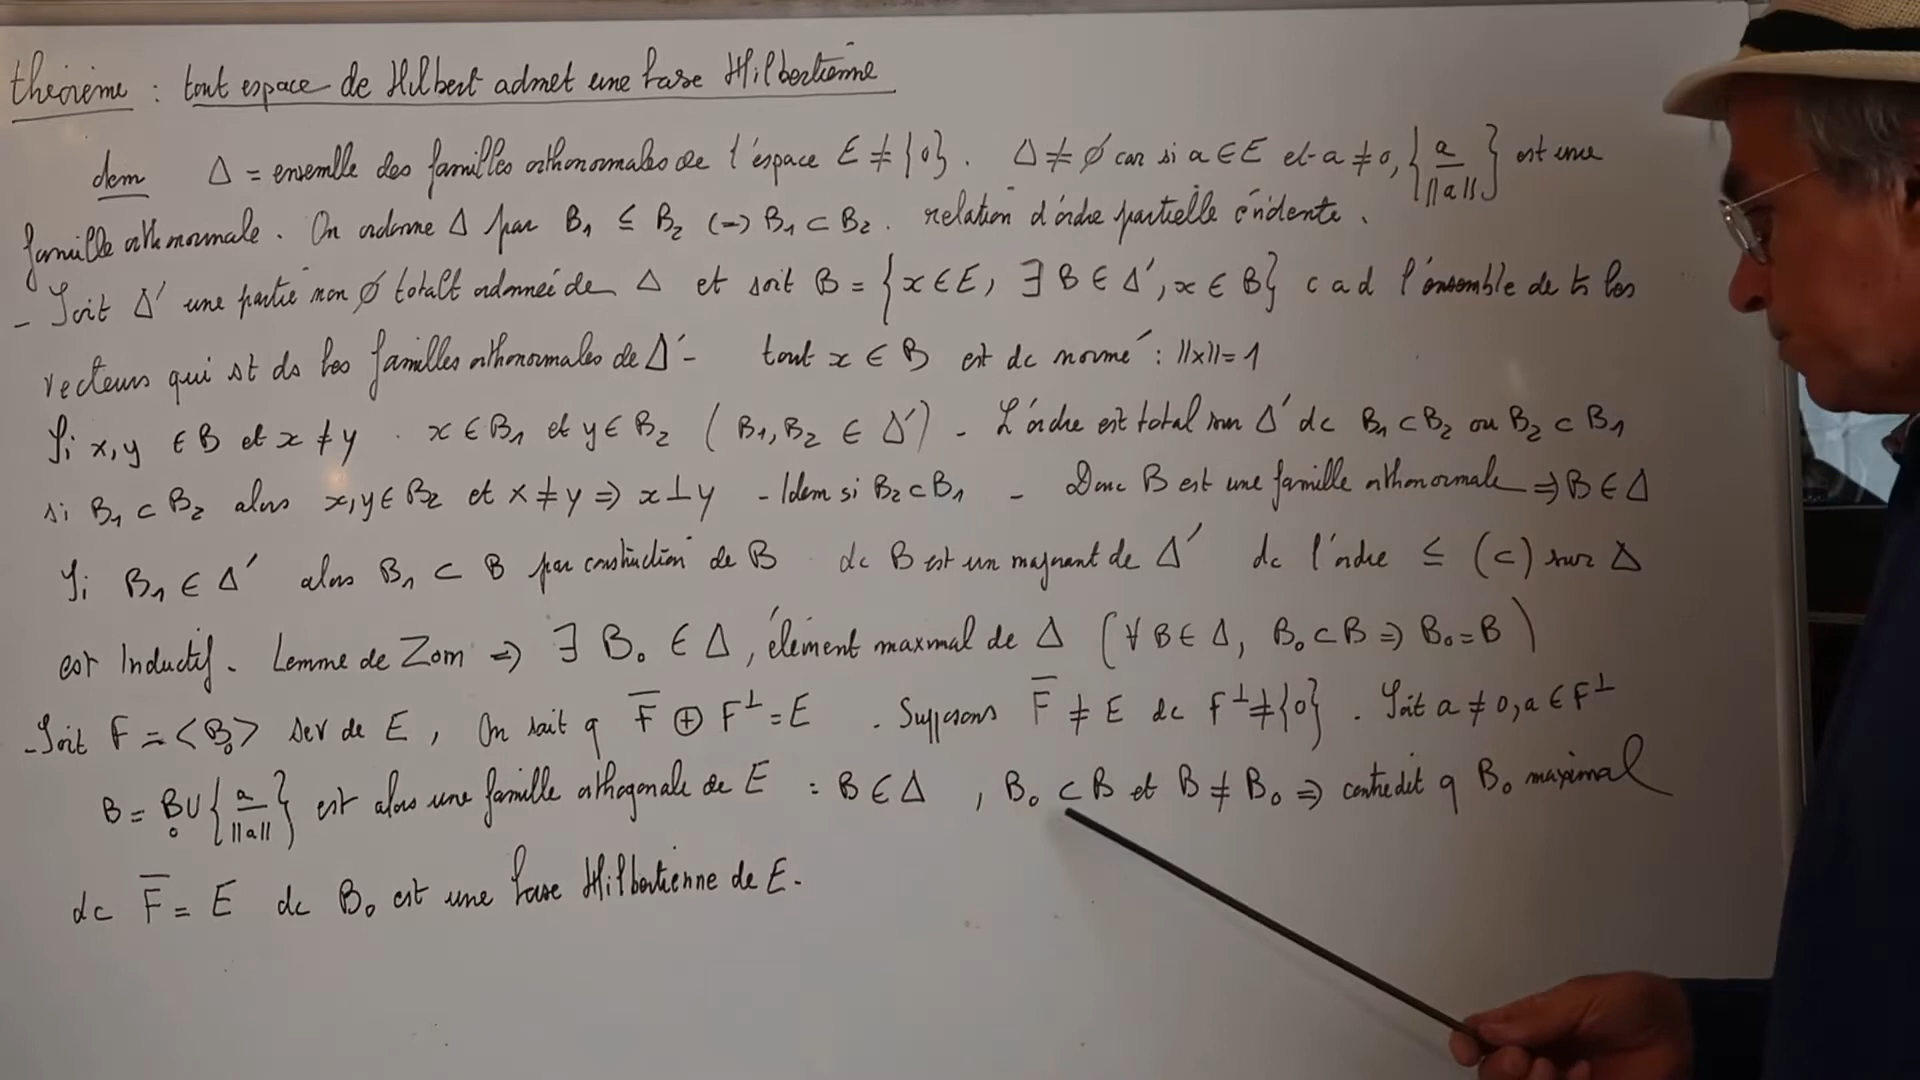 théorème : tout espace de Hilbert admet une base Hilbertienne
dem Δ = ensemble des familles orthonormales de l'espace E ≠ {0}. Δ ≠ ∅ car si a ∈ E et a ≠ 0, {a/||a||} est une
famille orthonormale. On ordonne Δ par B₁ ≤ B₂ (=) B₁ ⊂ B₂. relation d'ordre partielle évidente.
- Soit Δ' une partie non ∅ totalt ordonnée de Δ et soit B = {x ∈ E, ∃ B ∈ Δ', x ∈ B} c a d l'ensemble de ts les
vecteurs qui st ds les familles orthonormales de Δ' - tout x ∈ B est dc normé : ||x|| = 1
Si x, y ∈ B et x ≠ y . x ∈ B₁ et y ∈ B₂ (B₁, B₂ ∈ Δ') - L'ordre est total sur Δ' dc B₁ ⊂ B₂ ou B₂ ⊂ B₁
si B₁ ⊂ B₂ alors x, y ∈ B₂ et x ≠ y => x ⊥ y - Idem si B₂ ⊂ B₁ - Donc B est une famille orthonormale => B ∈ Δ
Si B₁ ∈ Δ' alors B₁ ⊂ B par construction de B dc B est un majorant de Δ' dc l'ordre ≤ (⊂) sur Δ
est Inductif. Lemme de Zorn => ∃ B₀ ∈ Δ, élément maxmal de Δ (∀ B ∈ Δ, B₀ ⊂ B => B₀ = B)
- Soit F = <B₀> sev de E, On sait q F̅ ⊕ F^⊥ = E . Supposons F̅ ≠ E dc F^⊥ ≠ {0} . Soit a ≠ 0, a ∈ F^⊥
B = B₀ ∪ {a/||a||} est alors une famille orthogonale de E : B ∈ Δ , B₀ ⊂ B et B ≠ B₀ => contredit q B₀ maximal
dc F̅ = E dc B₀ est une base Hilbertienne de E.